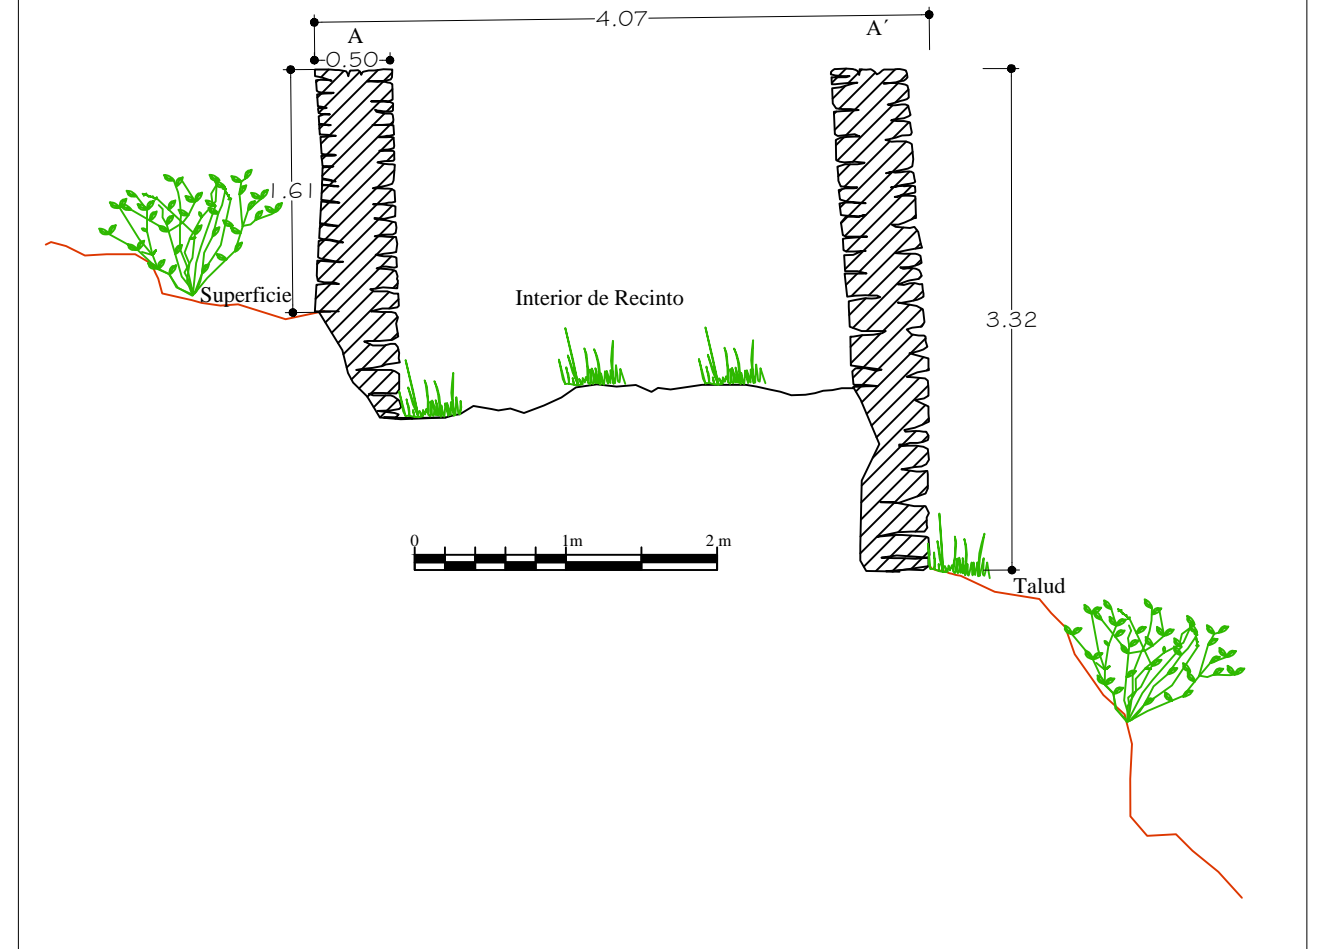 4.07
A
A´
0.50
1.61
Superficie
Interior de Recinto
3.32
0 1m 2 m
Talud